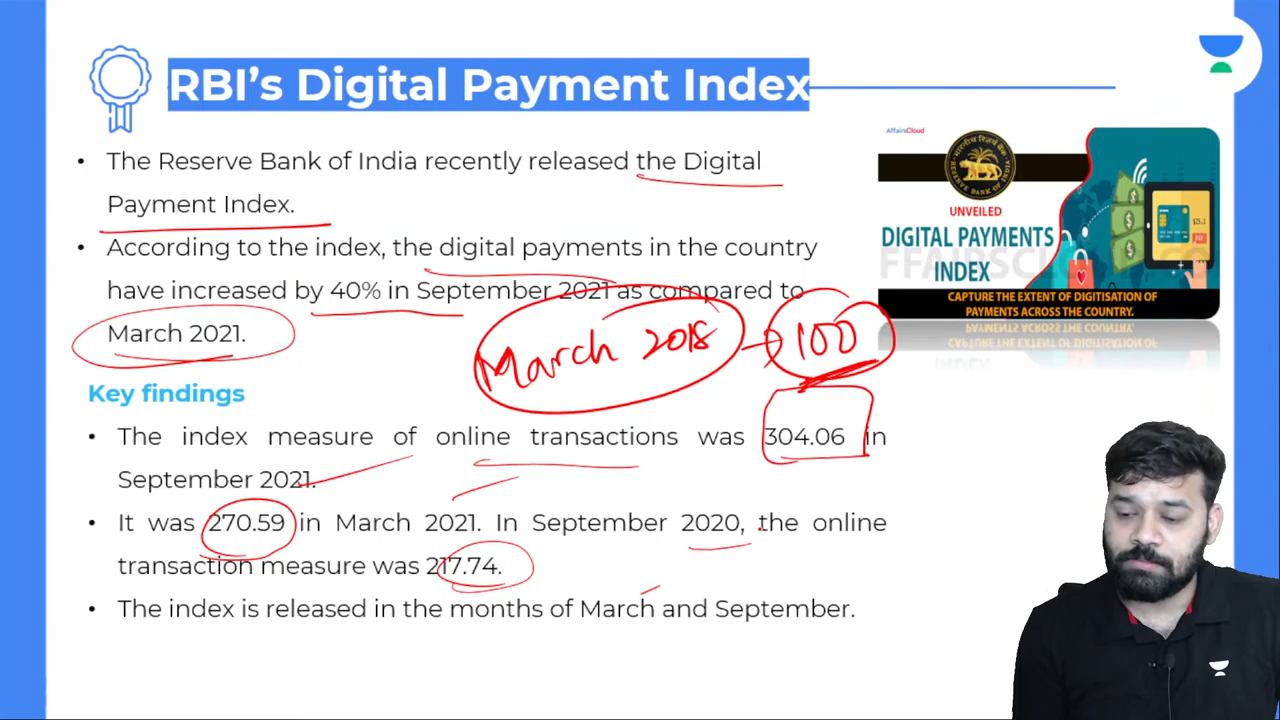 RBI's Digital Payment Index
• The Reserve Bank of India recently released the Digital
Payment Index.
• According to the index, the digital payments in the country
have increased by 40% in September 2021 as compared to
March 2021.
March 2018 → 100
Key findings
• The index measure of online transactions was 304.06 in
September 2021.
• It was 270.59 in March 2021. In September 2020, the online
transaction measure was 217.74.
• The index is released in the months of March and September.
AffairsCloud
UNVEILED
DIGITAL PAYMENTS
INDEX
CAPTURE THE EXTENT OF DIGITISATION OF
PAYMENTS ACROSS THE COUNTRY.